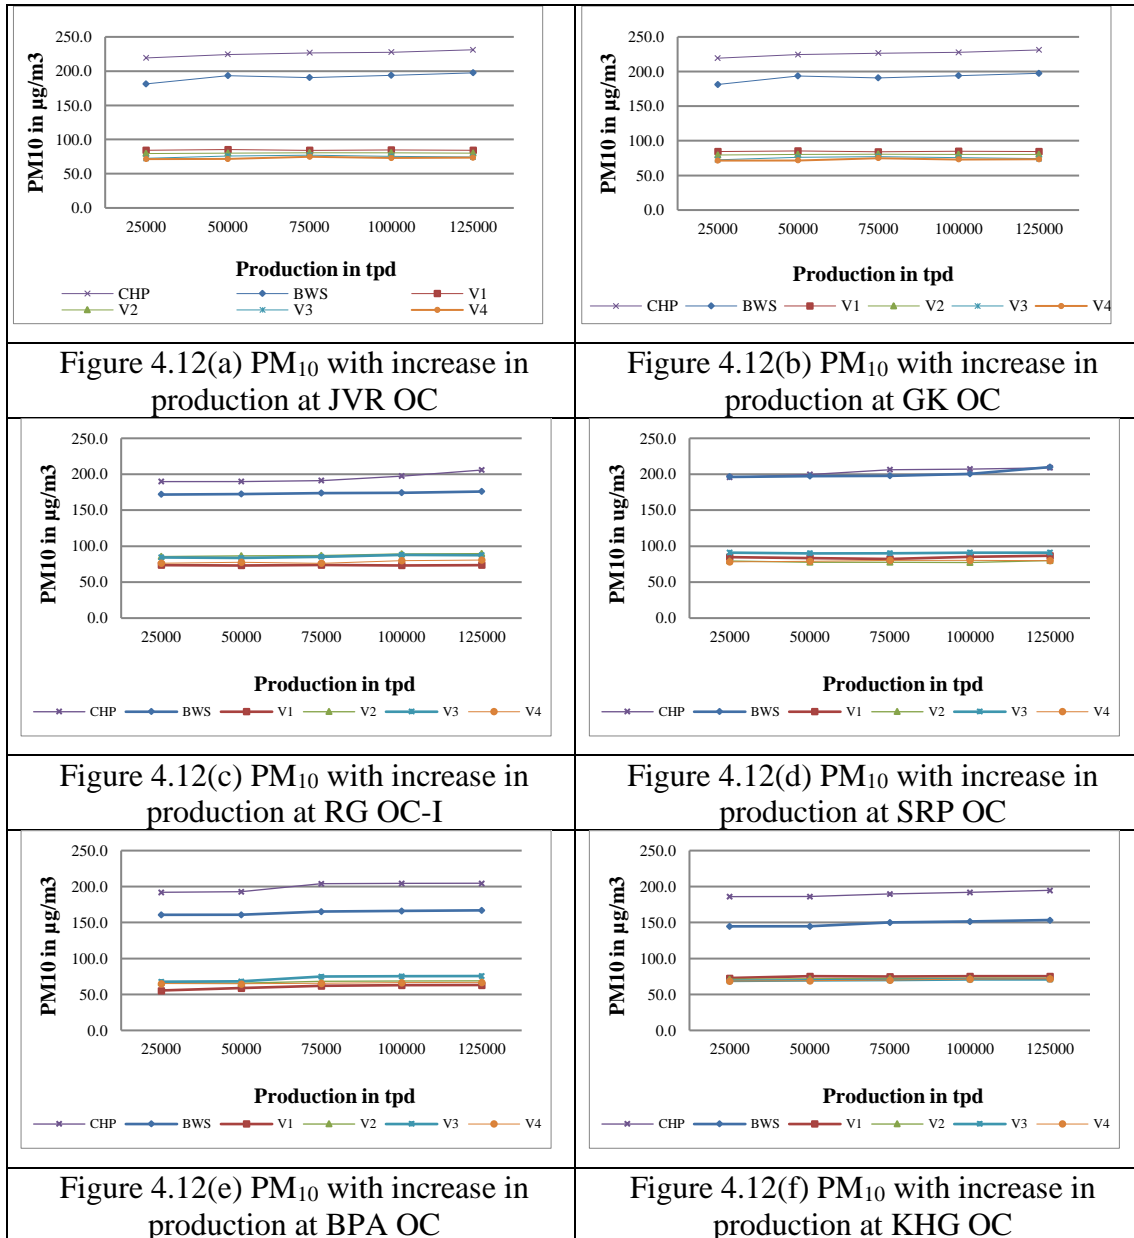 250.0
200.0
150.0
100.0
50.0
0.0
PM10 in µg/m3
25000 50000 75000 100000 125000
Production in tpd
CHP BWS V1
V2 V3 V4
Figure 4.12(a) PM10 with increase in
production at JVR OC
250.0
200.0
150.0
100.0
50.0
0.0
PM10 in µg/m3
25000 50000 75000 100000 125000
Production in tpd
CHP BWS V1 V2 V3 V4
Figure 4.12(b) PM10 with increase in
production at GK OC
250.0
200.0
150.0
100.0
50.0
0.0
PM10 in µg/m3
25000 50000 75000 100000 125000
Production in tpd
CHP BWS V1 V2 V3 V4
Figure 4.12(c) PM10 with increase in
production at RG OC-I
250.0
200.0
150.0
100.0
50.0
0.0
PM10 in ug/m3
25000 50000 75000 100000 125000
Production in tpd
CHP BWS V1 V2 V3 V4
Figure 4.12(d) PM10 with increase in
production at SRP OC
250.0
200.0
150.0
100.0
50.0
0.0
PM10 in µg/m3
25000 50000 75000 100000 125000
Production in tpd
CHP BWS V1 V2 V3 V4
Figure 4.12(e) PM10 with increase in
production at BPA OC
250.0
200.0
150.0
100.0
50.0
0.0
PM10 in µg/m3
25000 50000 75000 100000 125000
Production in tpd
CHP BWS V1 V2 V3 V4
Figure 4.12(f) PM10 with increase in
production at KHG OC